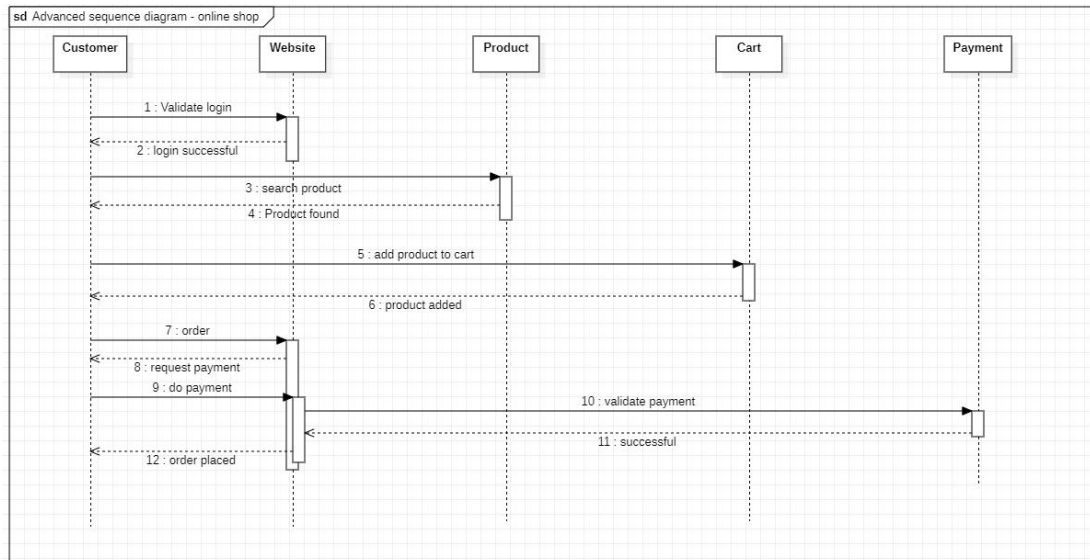 sd Advanced sequence diagram - online shop
Customer
Website
Product
Cart
Payment
1 : Validate login
2 : login successful
3 : search product
4 : Product found
5 : add product to cart
6 : product added
7 : order
8 : request payment
9 : do payment
10 : validate payment
11 : successful
12 : order placed